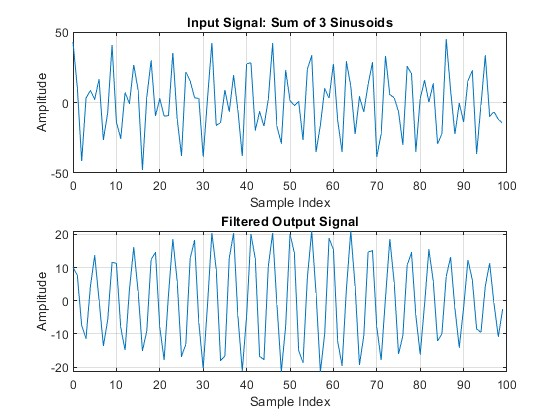 Input Signal: Sum of 3 Sinusoids
50
0
-50
Amplitude
0 10 20 30 40 50 60 70 80 90 100
Sample Index
Filtered Output Signal
20
10
0
-10
-20
Amplitude
0 10 20 30 40 50 60 70 80 90 100
Sample Index